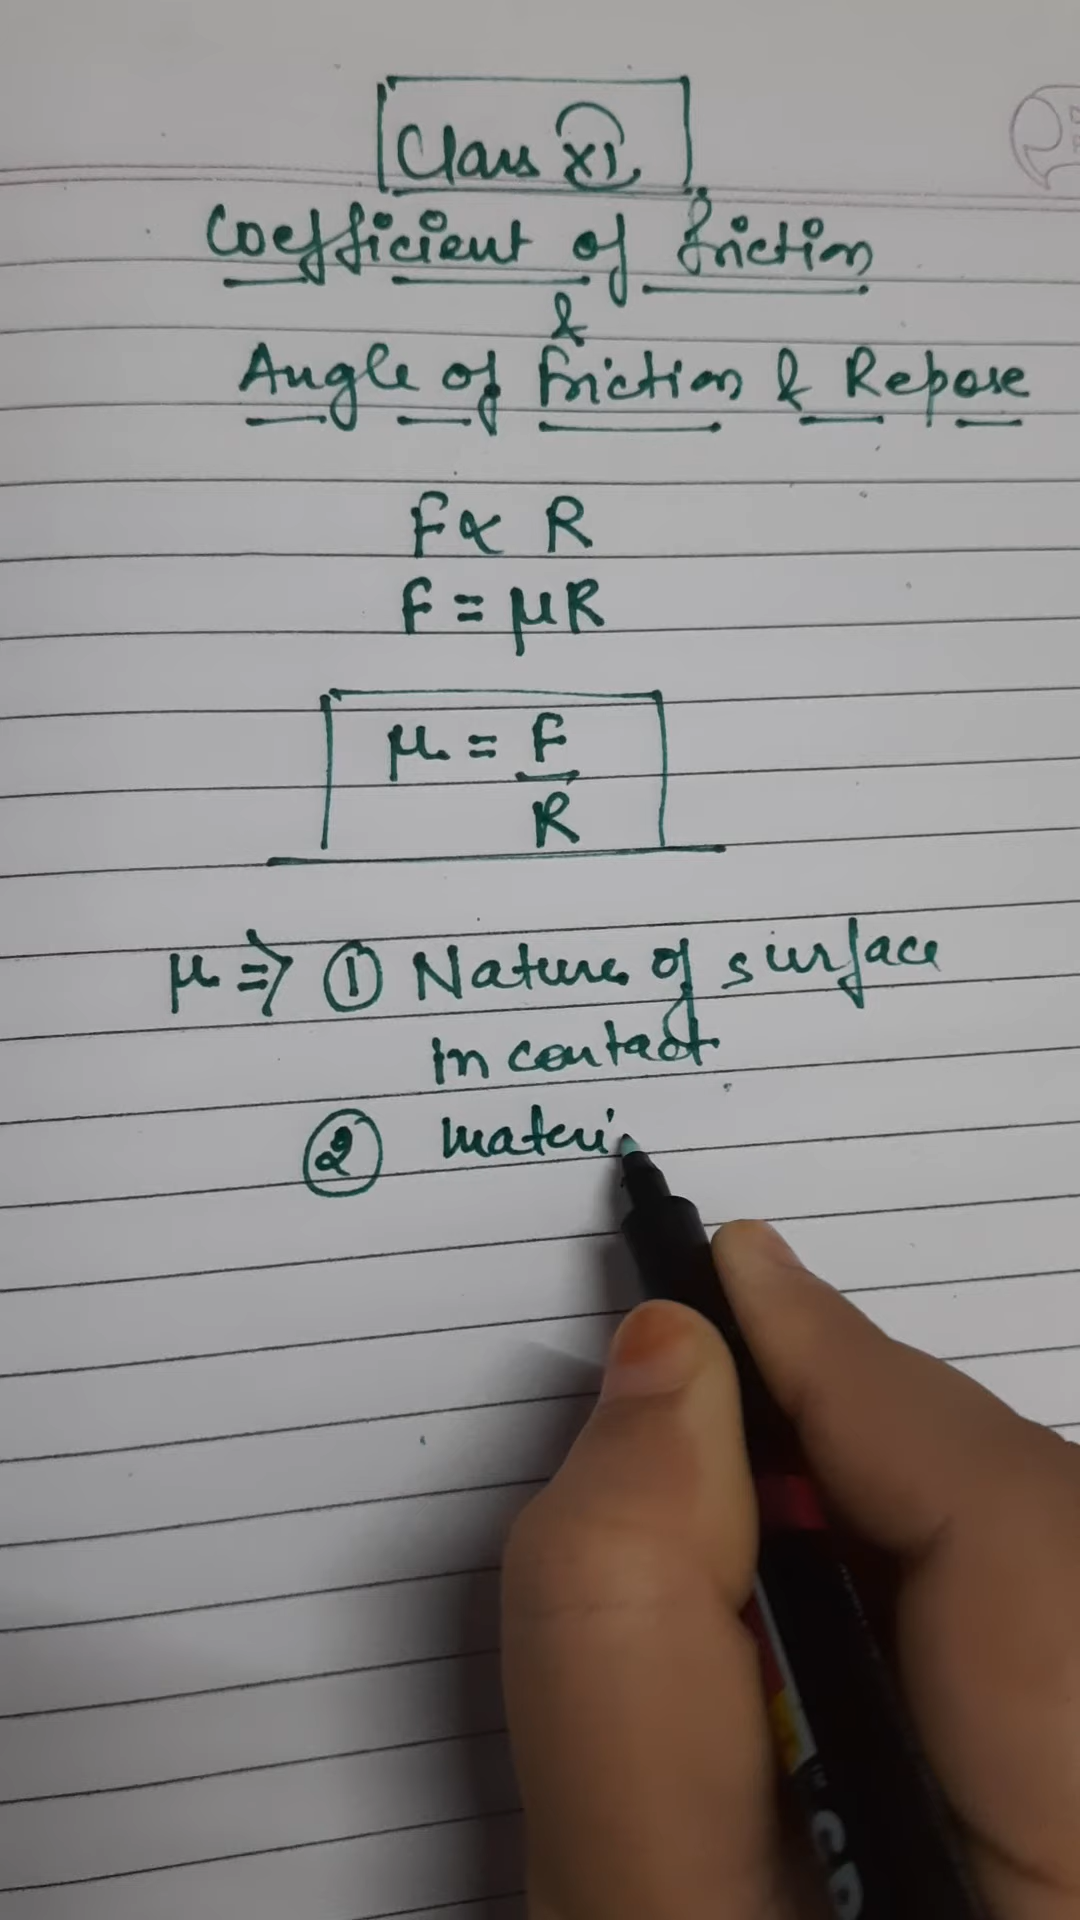 Class XI
Coefficient of friction
&
Angle of Friction & Repose
F ∝ R
F = μR
μ = F
R
μ ⇒ ① Nature of surface
in contact
② materi